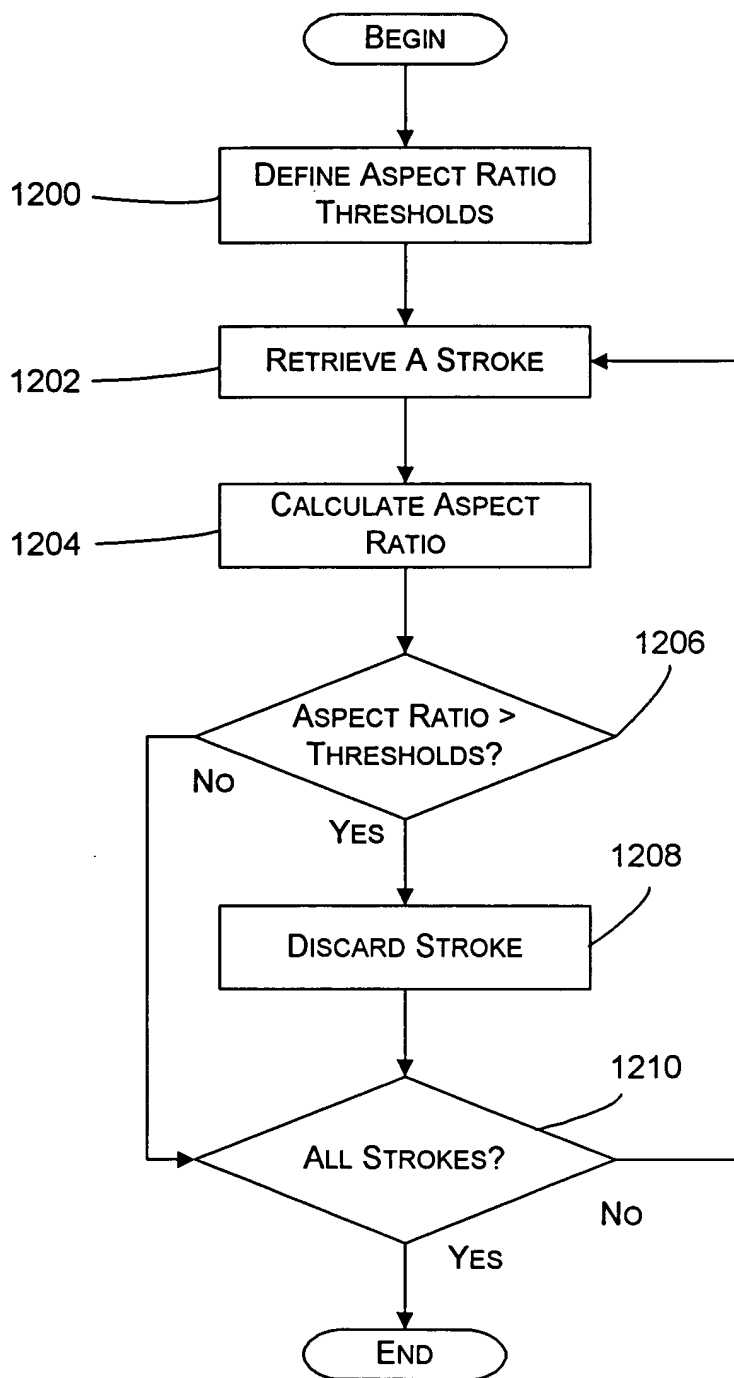 BEGIN
1200
DEFINE ASPECT RATIO
THRESHOLDS
1202
RETRIEVE A STROKE
1204
CALCULATE ASPECT
RATIO
1206
ASPECT RATIO >
THRESHOLDS?
NO
YES
1208
DISCARD STROKE
1210
ALL STROKES?
NO
YES
END